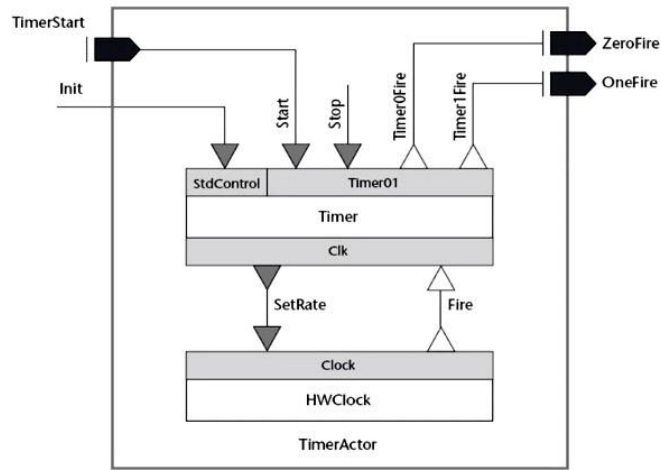 TimerStart
ZeroFire
OneFire
Init
Start
Stop
Timer0Fire
Timer1Fire
StdControl
Timer01
Timer
Clk
SetRate
Fire
Clock
HWClock
TimerActor